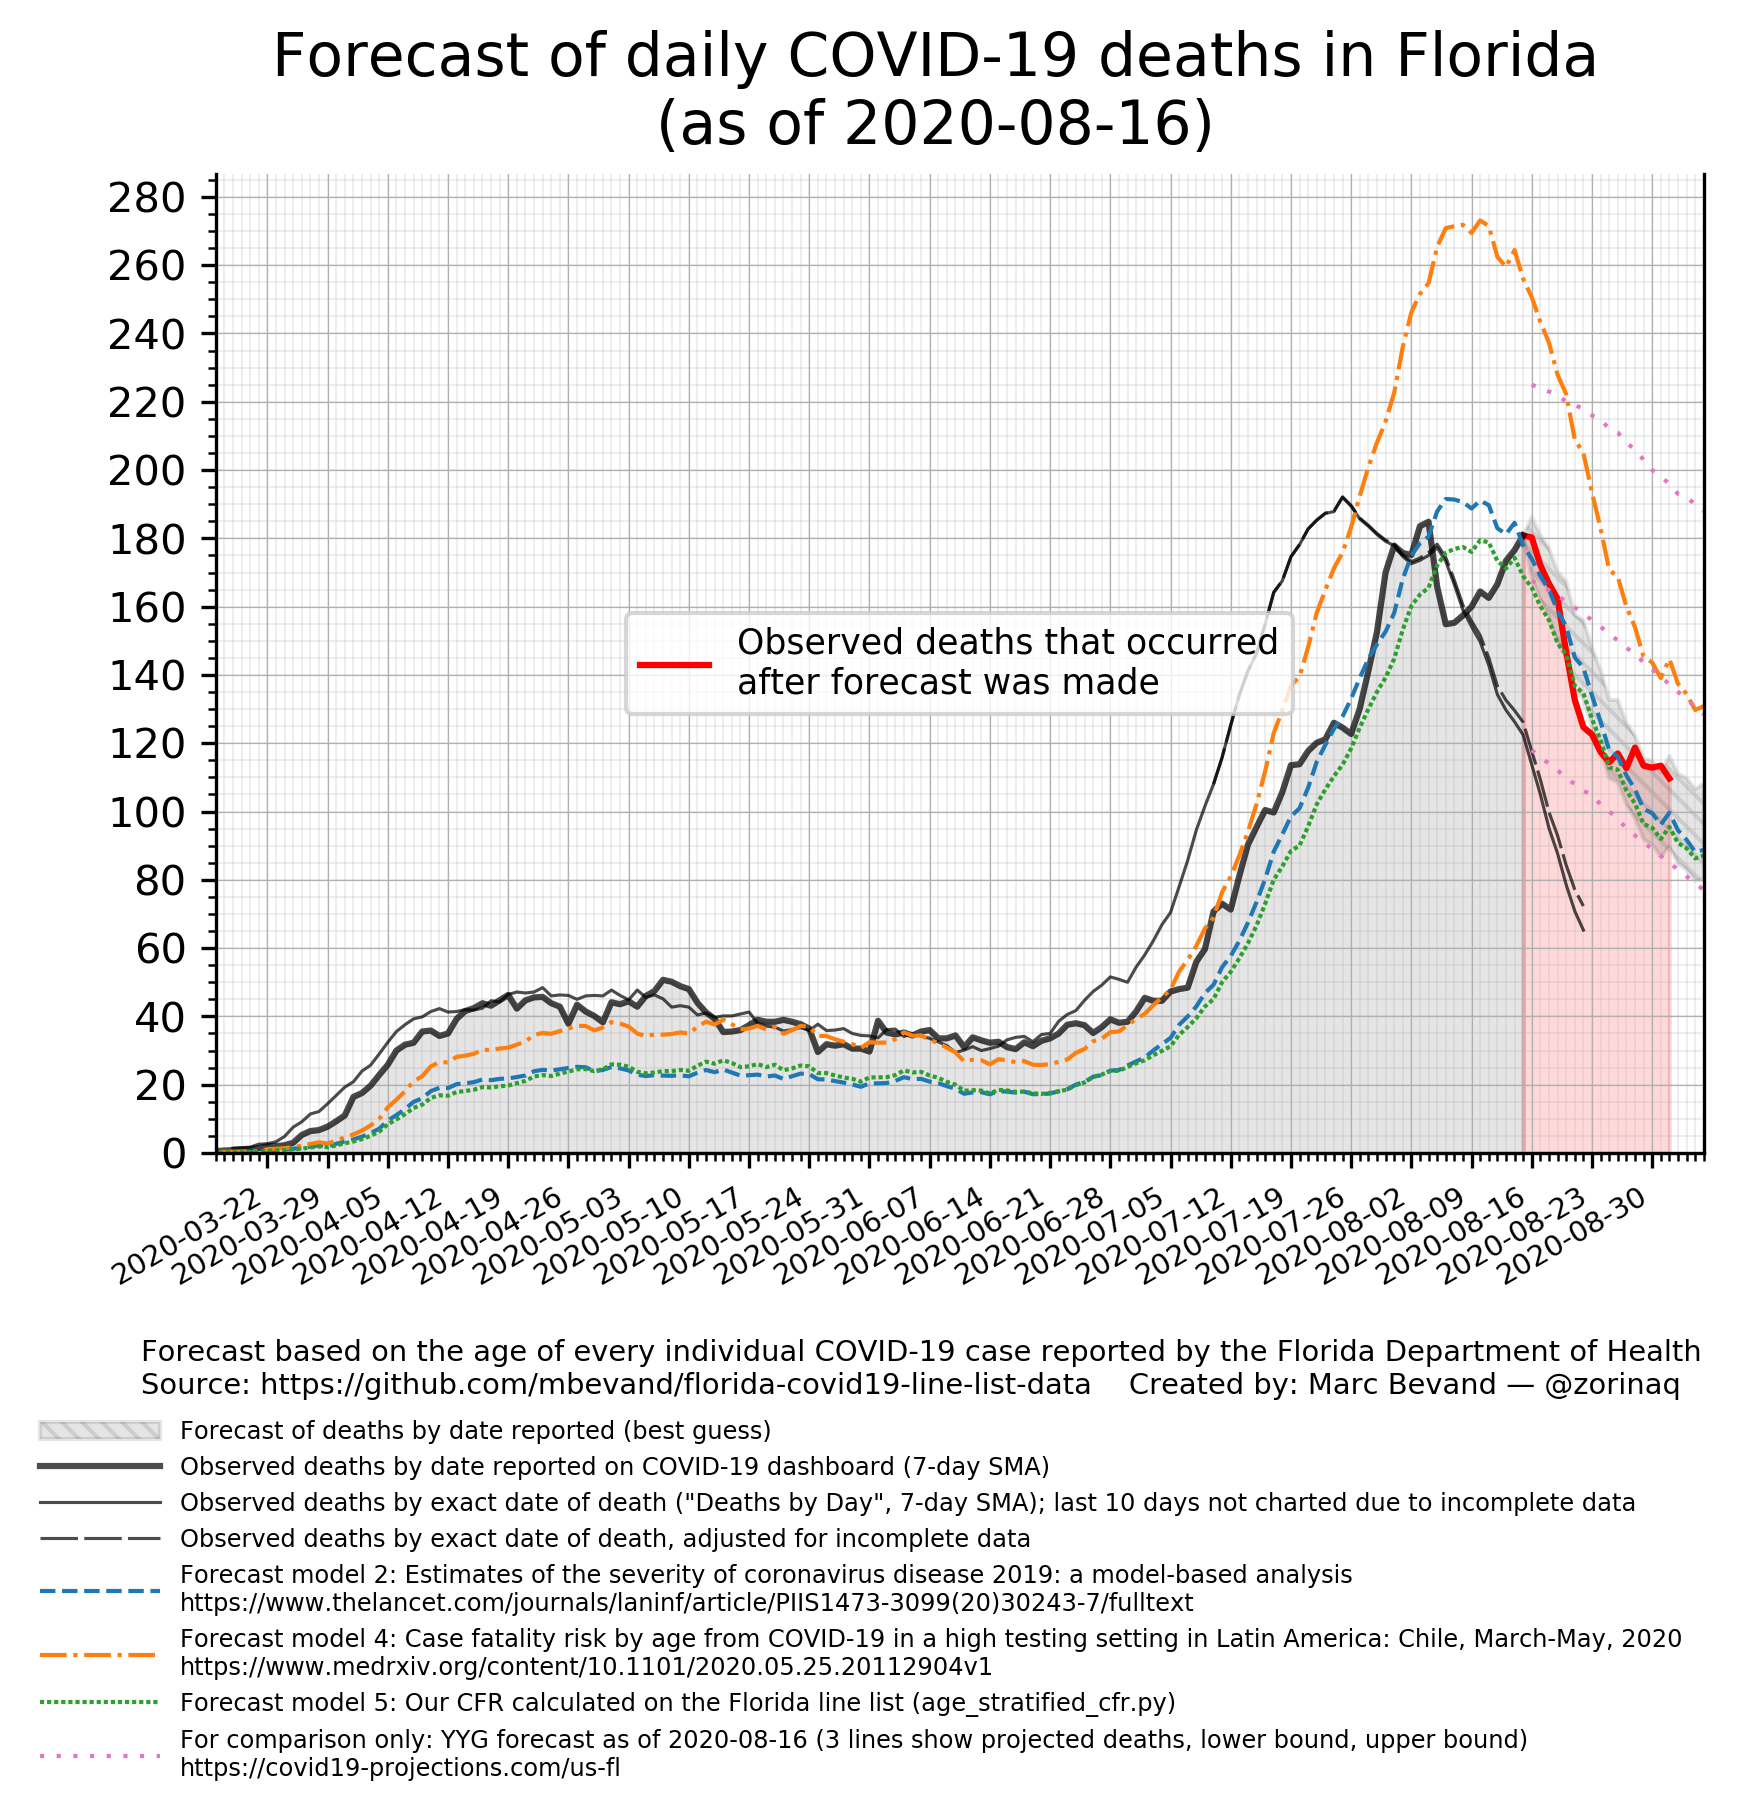 Forecast of daily COVID-19 deaths in Florida
(as of 2020-08-16)
280
260
240
220
200
180
160
140
120
100
80
60
40
20
0
Observed deaths that occurred
after forecast was made
2020-03-22
2020-03-29
2020-04-05
2020-04-12
2020-04-19
2020-04-26
2020-05-03
2020-05-10
2020-05-17
2020-05-24
2020-05-31
2020-06-07
2020-06-14
2020-06-21
2020-06-28
2020-07-05
2020-07-12
2020-07-19
2020-07-26
2020-08-02
2020-08-09
2020-08-16
2020-08-23
2020-08-30
Forecast based on the age of every individual COVID-19 case reported by the Florida Department of Health
Source: https://github.com/mbevand/florida-covid19-line-list-data    Created by: Marc Bevand — @zorinaq
Forecast of deaths by date reported (best guess)
Observed deaths by date reported on COVID-19 dashboard (7-day SMA)
Observed deaths by exact date of death ("Deaths by Day", 7-day SMA); last 10 days not charted due to incomplete data
Observed deaths by exact date of death, adjusted for incomplete data
Forecast model 2: Estimates of the severity of coronavirus disease 2019: a model-based analysis
https://www.thelancet.com/journals/laninf/article/PIIS1473-3099(20)30243-7/fulltext
Forecast model 4: Case fatality risk by age from COVID-19 in a high testing setting in Latin America: Chile, March-May, 2020
https://www.medrxiv.org/content/10.1101/2020.05.25.20112904v1
Forecast model 5: Our CFR calculated on the Florida line list (age_stratified_cfr.py)
For comparison only: YYG forecast as of 2020-08-16 (3 lines show projected deaths, lower bound, upper bound)
https://covid19-projections.com/us-fl